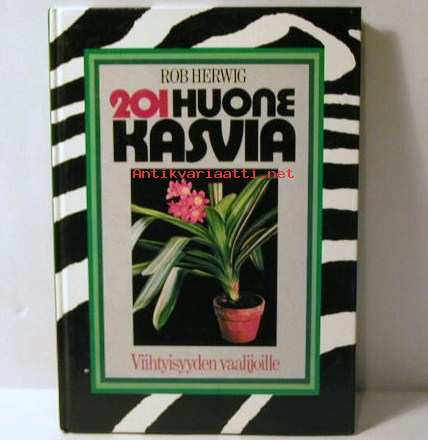 ROB HERWIG
201 HUONE
KASVIA
Antikvariaatti.net
Viihtyisyyden vaalijoille